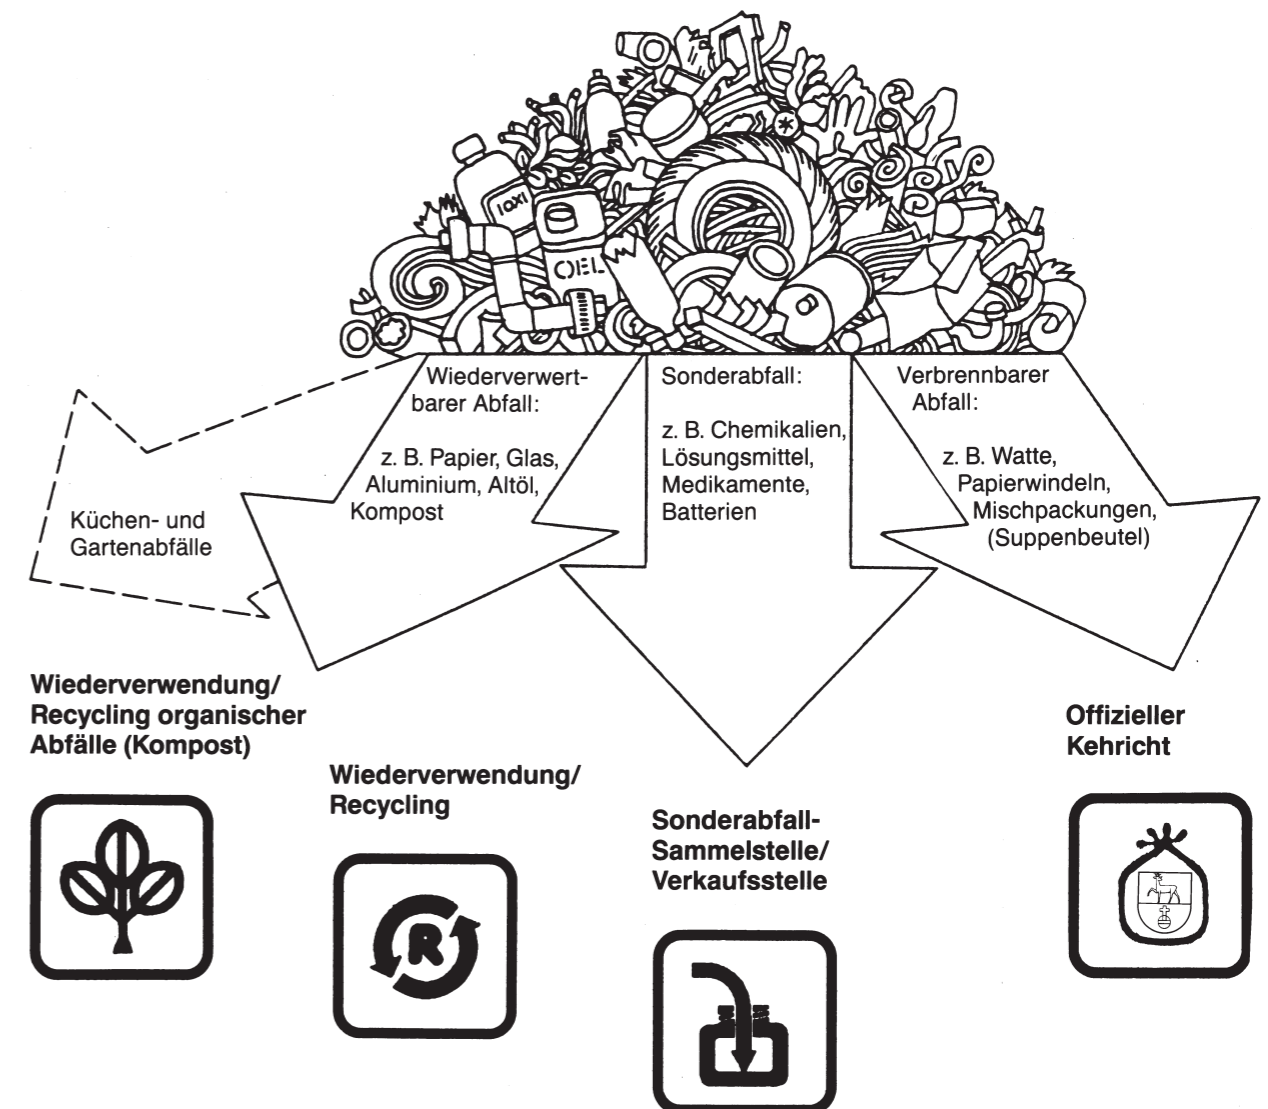 IOXI
OEL
Wiederverwert-
barer Abfall:
z. B. Papier, Glas,
Aluminium, Altöl,
Kompost
Sonderabfall:
z. B. Chemikalien,
Lösungsmittel,
Medikamente,
Batterien
Verbrennbarer
Abfall:
z. B. Watte,
Papierwindeln,
Mischpackungen,
(Suppenbeutel)
Küchen- und
Gartenabfälle
Wiederverwendung/
Recycling organischer
Abfälle (Kompost)
Wiederverwendung/
Recycling
R
Sonderabfall-
Sammelstelle/
Verkaufsstelle
Offizieller
Kehricht